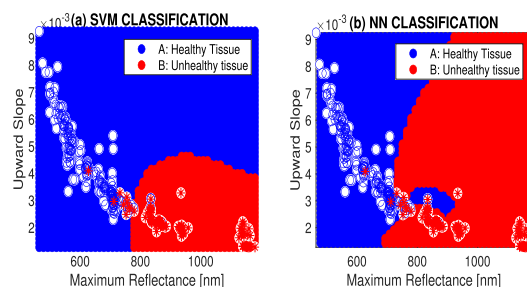 ×10⁻³ (a) SVM CLASSIFICATION
A: Healthy Tissue
B: Unhealthy tissue
9
8
7
6
5
4
3
2
Upward Slope
600 800 1000
Maximum Reflectance [nm]
×10⁻³ (b) NN CLASSIFICATION
A: Healthy Tissue
B: Unhealthy tissue
9
8
7
6
5
4
3
2
Upward Slope
600 800 1000
Maximum Reflectance [nm]